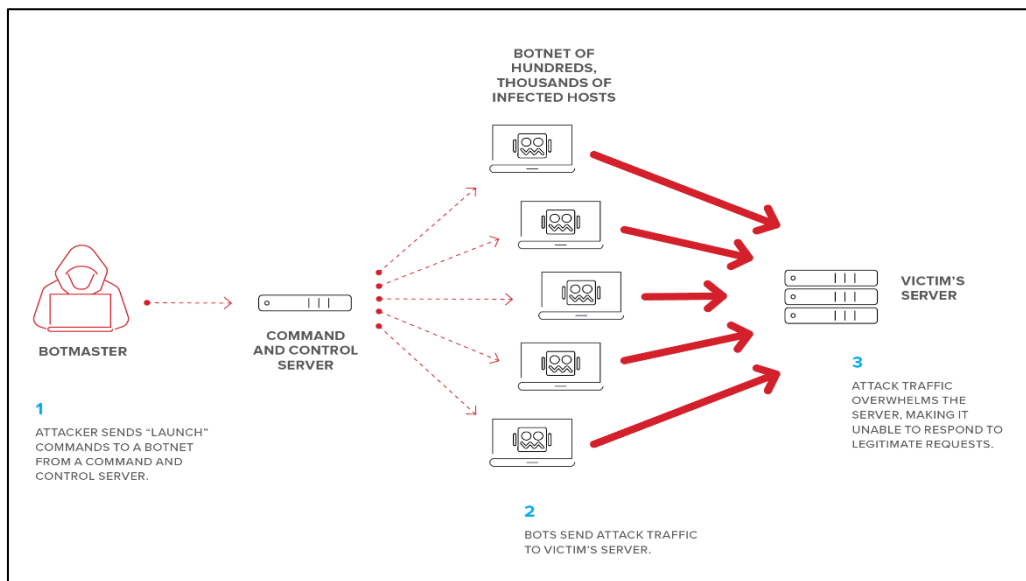 BOTNET OF
HUNDREDS,
THOUSANDS OF
INFECTED HOSTS
BOTMASTER
COMMAND
AND CONTROL
SERVER
VICTIM'S
SERVER
1
ATTACKER SENDS “LAUNCH”
COMMANDS TO A BOTNET
FROM A COMMAND AND
CONTROL SERVER.
2
BOTS SEND ATTACK TRAFFIC
TO VICTIM'S SERVER.
3
ATTACK TRAFFIC
OVERWHELMS THE
SERVER, MAKING IT
UNABLE TO RESPOND TO
LEGITIMATE REQUESTS.